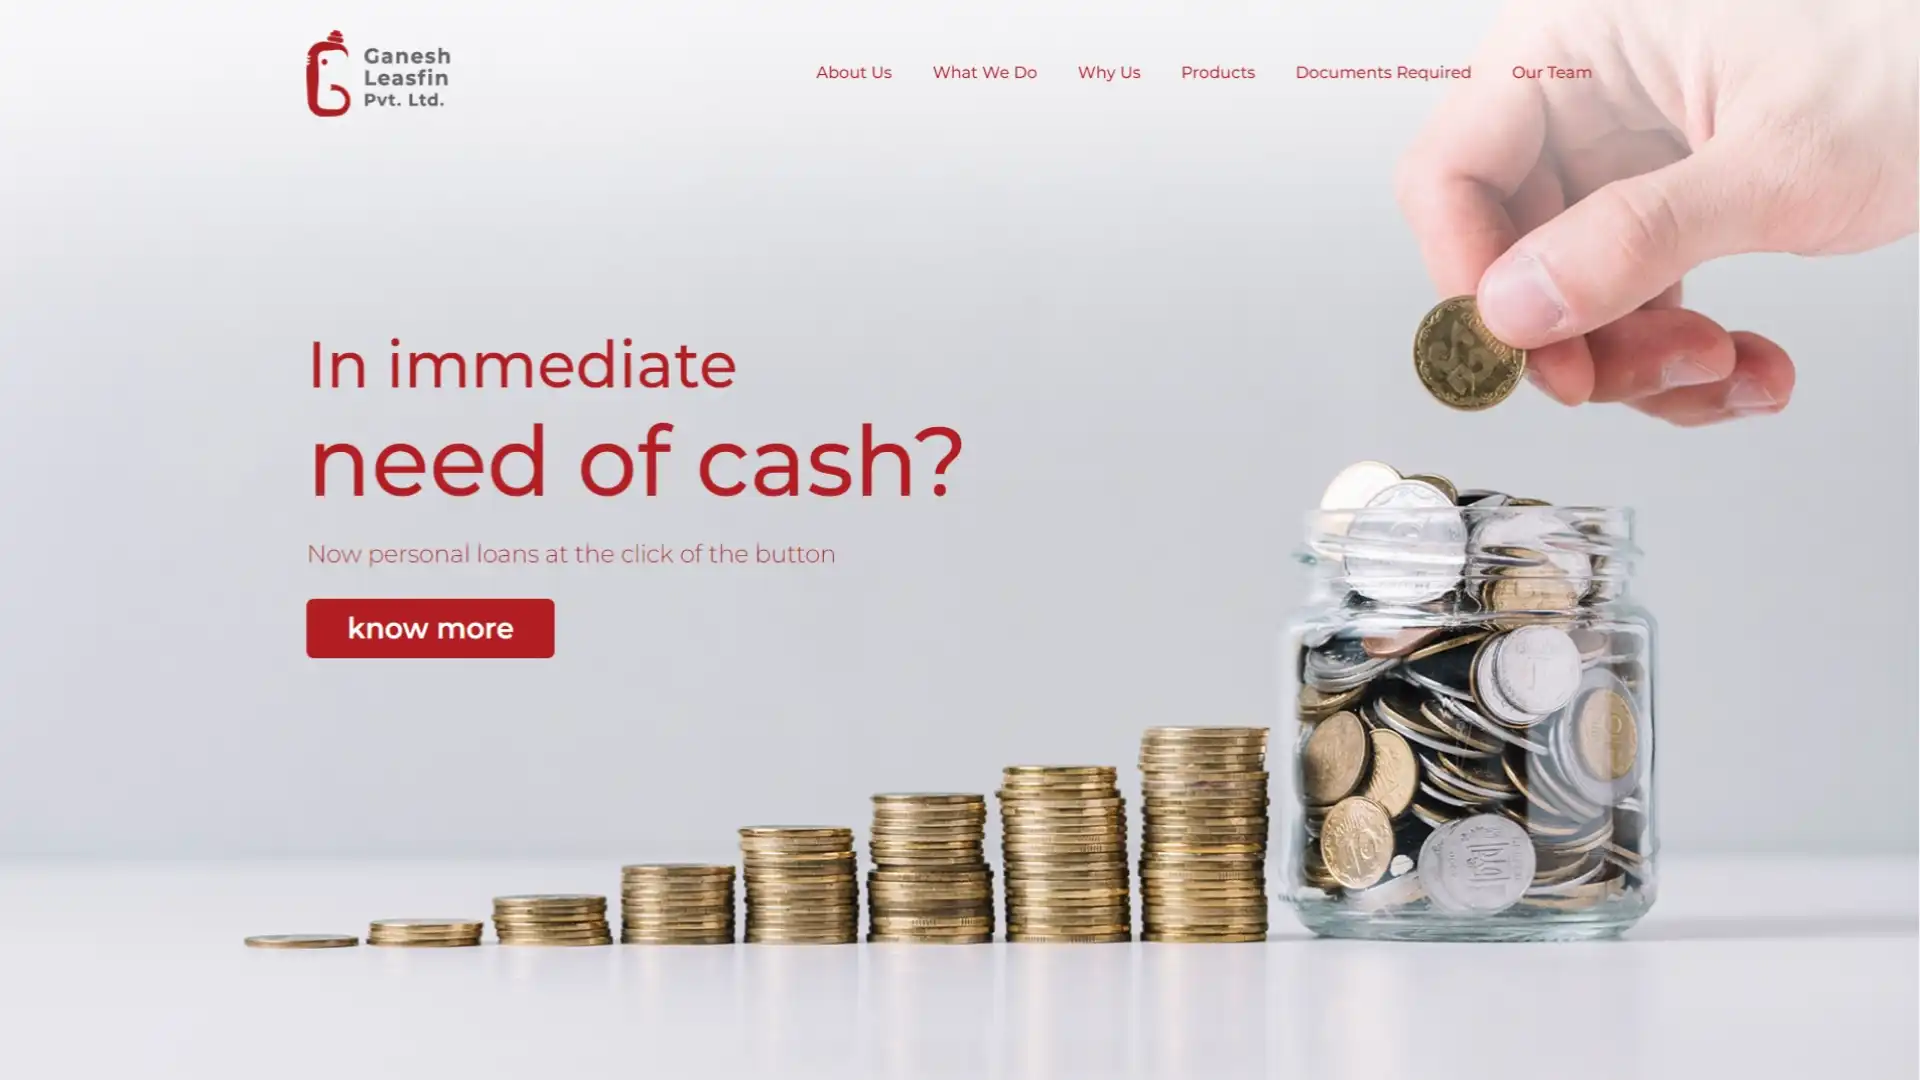 Ganesh
Leasfin
Pvt. Ltd.
About Us
What We Do
Why Us
Products
Documents Required
Our Team
In immediate
need of cash?
Now personal loans at the click of the button
know more